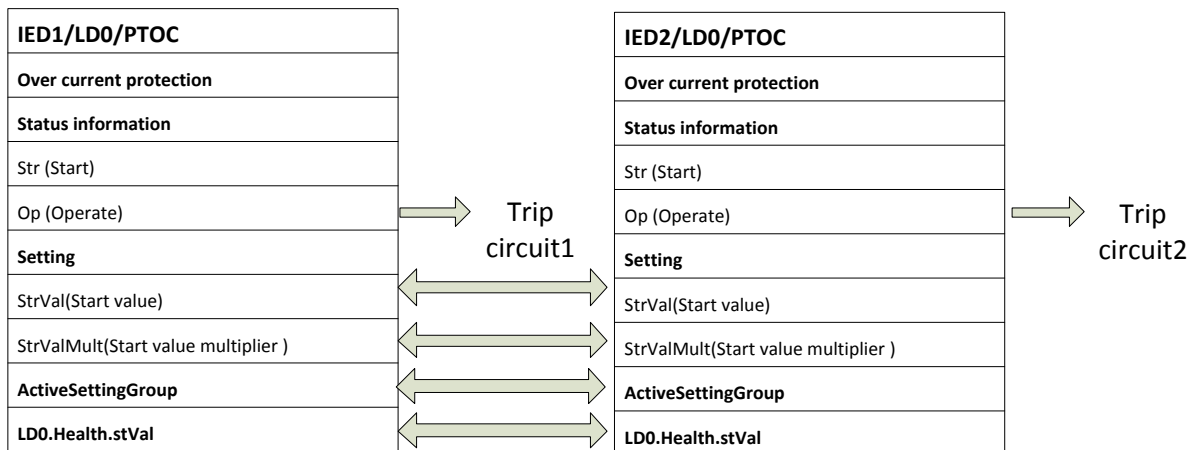 IED1/LD0/PTOC
Over current protection
Status information
Str (Start)
Op (Operate)
Setting
StrVal(Start value)
StrValMult(Start value multiplier )
ActiveSettingGroup
LD0.Health.stVal
Trip
circuit1
IED2/LD0/PTOC
Over current protection
Status information
Str (Start)
Op (Operate)
Setting
StrVal(Start value)
StrValMult(Start value multiplier )
ActiveSettingGroup
LD0.Health.stVal
Trip
circuit2